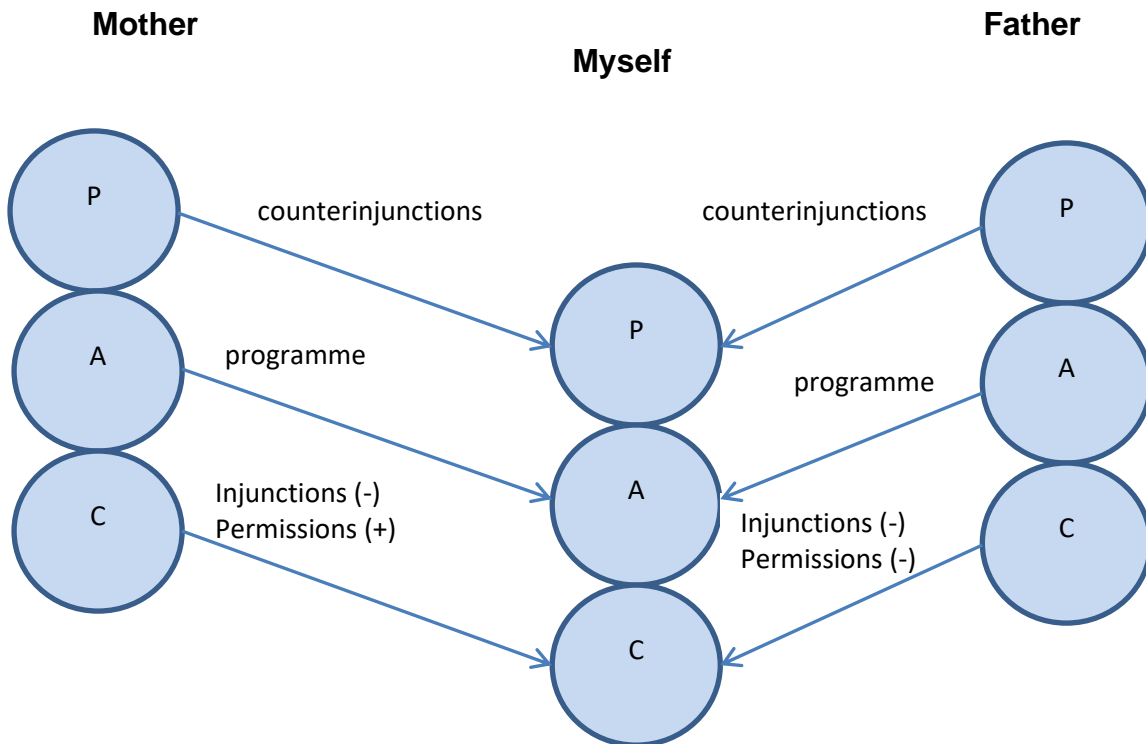 Mother
Father
Myself
P
P
counterinjunctions
counterinjunctions
P
A
A
programme
programme
A
Injunctions (-)
Permissions (+)
C
Injunctions (-)
Permissions (-)
C
C